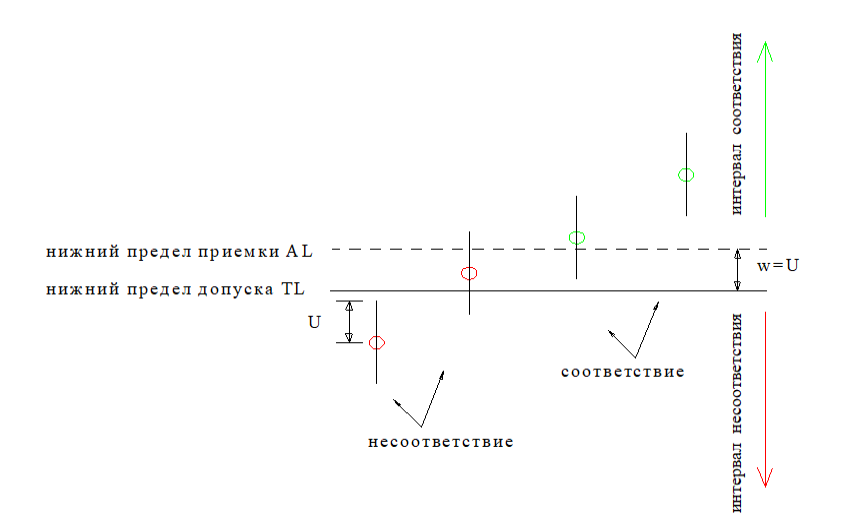 интервал соответствия
нижний предел приемки AL
w=U
нижний предел допуска TL
U
соответствие
несоответствие
интервал несоответствия